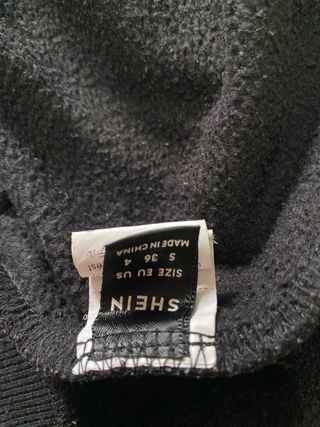 SHEIN
SIZE EU US
S 36 4
MADE IN CHINA